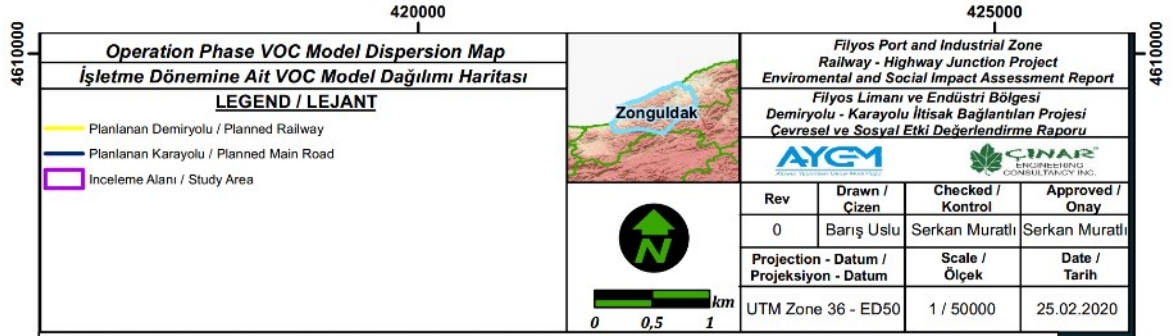 420000
425000
4610000
4610000
Operation Phase VOC Model Dispersion Map
İşletme Dönemine Ait VOC Model Dağılımı Haritası
LEGEND / LEJANT
Planlanan Demiryolu / Planned Railway
Planlanan Karayolu / Planned Main Road
İnceleme Alanı / Study Area
Zonguldak
N
km
0 0,5 1
Filyos Port and Industrial Zone
Railway - Highway Junction Project
Enviromental and Social Impact Assessment Report
Filyos Limanı ve Endüstri Bölgesi
Demiryolu - Karayolu İltisak Bağlantıları Projesi
Çevresel ve Sosyal Etki Değerlendirme Raporu
AYGM
ÇINAR
ENGINEERING
CONSULTANCY INC.
Rev
Drawn /
Çizen
Checked /
Kontrol
Approved /
Onay
0
Barış Uslu
Serkan Muratlı
Serkan Muratlı
Projection - Datum /
Projeksiyon - Datum
Scale /
Ölçek
Date /
Tarih
UTM Zone 36 - ED50
1 / 50000
25.02.2020